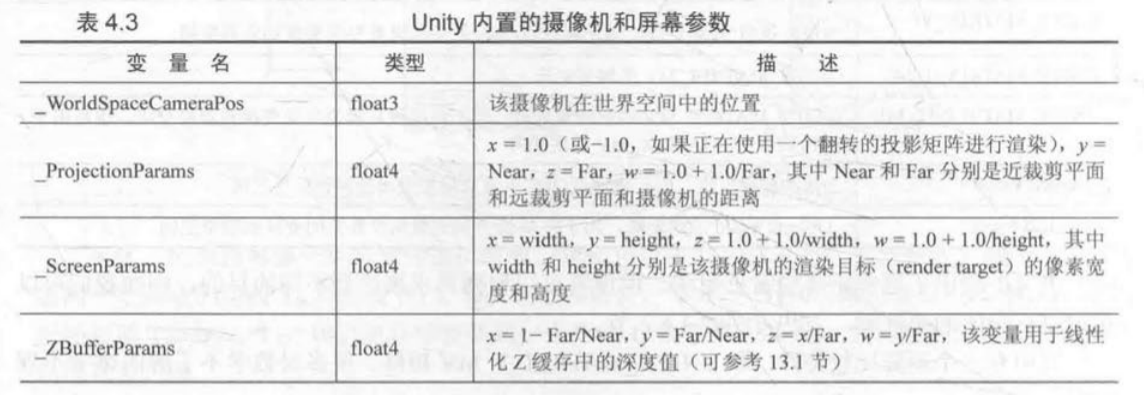 表 4.3 Unity 内置的摄像机和屏幕参数
变 量 名 类型 描 述
_WorldSpaceCameraPos float3 该摄像机在世界空间中的位置
x = 1.0（或−1.0，如果正在使用一个翻转的投影矩阵进行渲染），y =
_ProjectionParams float4 Near，z = Far，w = 1.0 + 1.0/Far，其中 Near 和 Far 分别是近裁剪平面
和远裁剪平面和摄像机的距离
x = width，y = height，z = 1.0 + 1.0/width，w = 1.0 + 1.0/height，其中
_ScreenParams float4 width 和 height 分别是该摄像机的渲染目标（render target）的像素宽
度和高度
_ZBufferParams float4 x = 1 − Far/Near，y = Far/Near，z = x/Far，w = y/Far，该变量用于线性
化 Z 缓存中的深度值（可参考 13.1 节）